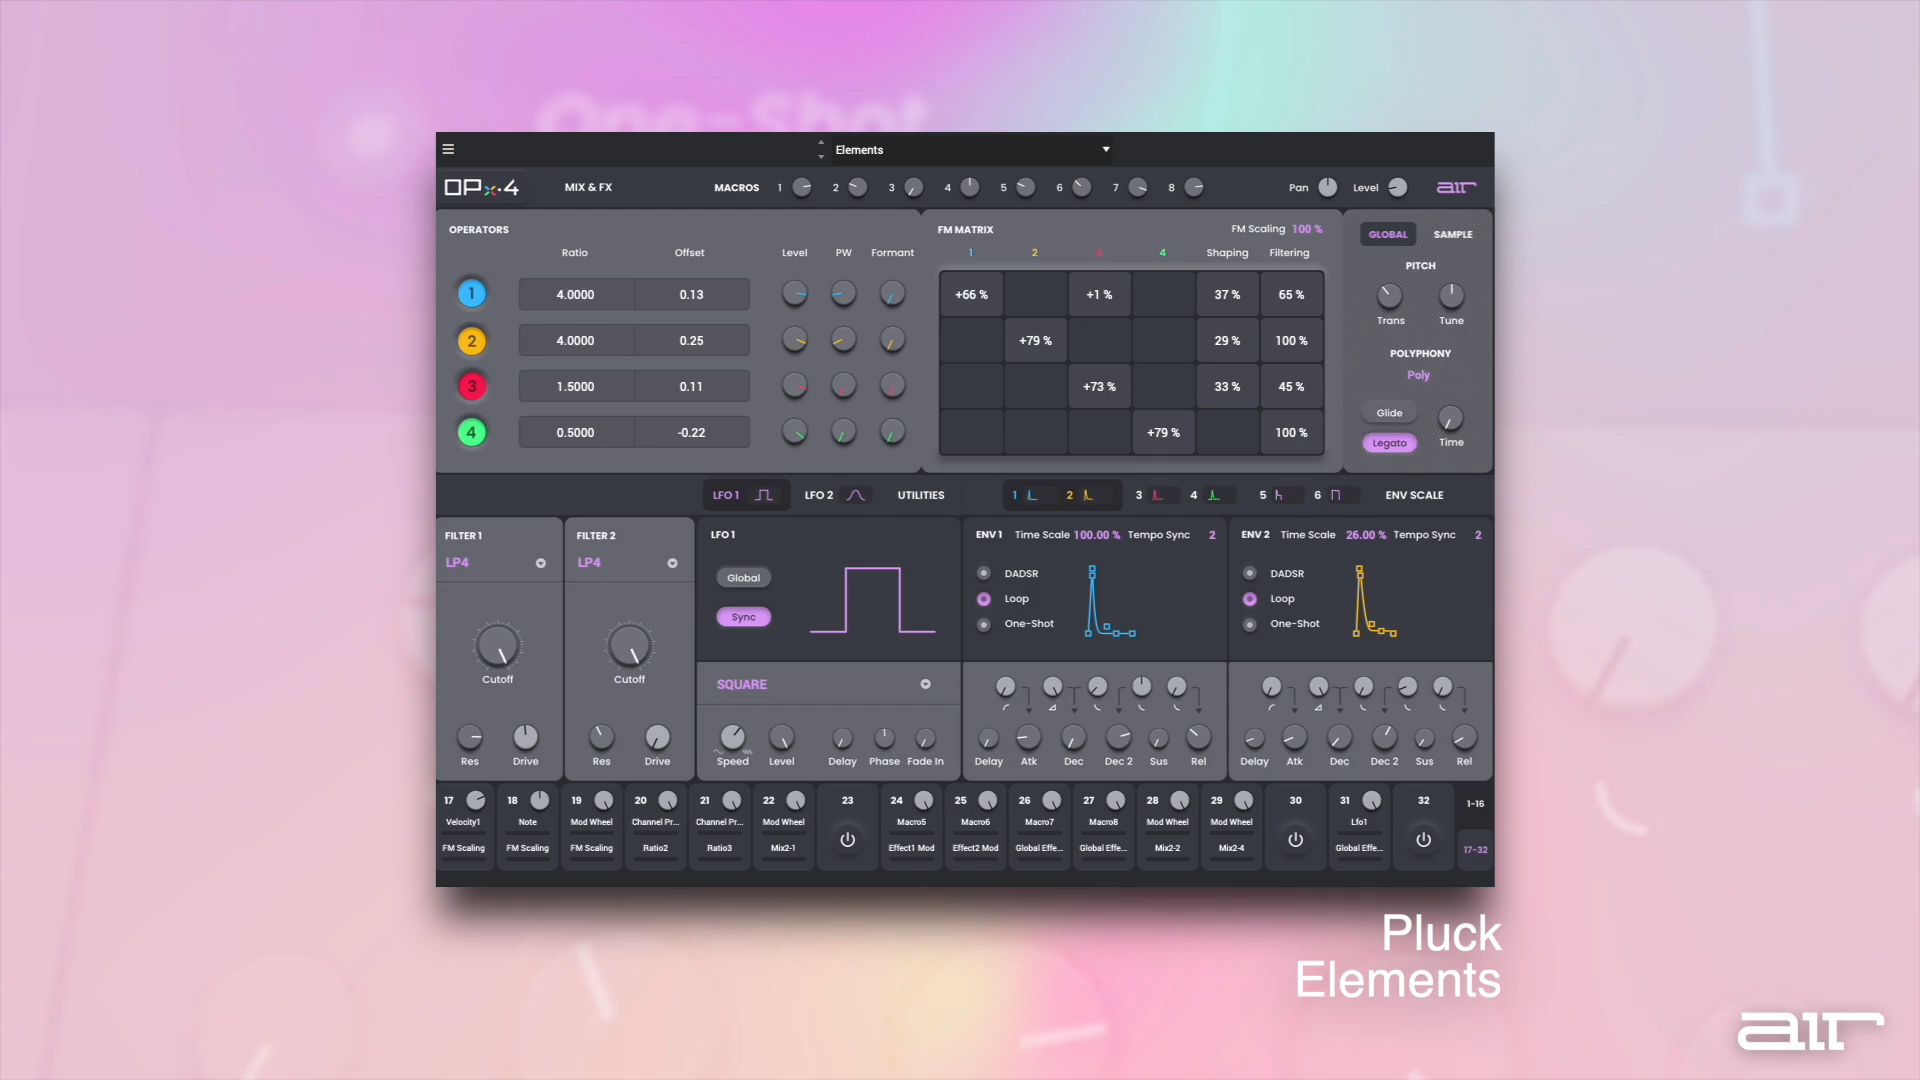 One-Shot
Elements
OPx-4 MIX & FX MACROS 1 2 3 4 5 6 7 8 Pan Level air
OPERATORS
Ratio Offset Level PW Formant
1 4.0000 0.13
2 4.0000 0.25
3 1.5000 0.11
4 0.5000 -0.22
FM MATRIX FM Scaling 100 %
1 2 3 4 Shaping Filtering
+66 % +1 % 37 % 65 %
+79 % 29 % 100 %
+73 % 33 % 45 %
+79 % 100 %
GLOBAL SAMPLE
PITCH
Trans Tune
POLYPHONY
Poly
Glide
Legato Time
LFO 1 LFO 2 UTILITIES 1 2 3 4 5 6 ENV SCALE
FILTER 1
LP4
Cutoff
Res Drive
FILTER 2
LP4
Cutoff
Res Drive
LFO 1
Global
Sync
SQUARE
Speed Level Delay Phase Fade In
ENV 1 Time Scale 100.00 % Tempo Sync 2
DADSR
Loop
One-Shot
Delay Atk Dec Dec 2 Sus Rel
ENV 2 Time Scale 26.00 % Tempo Sync 2
DADSR
Loop
One-Shot
Delay Atk Dec Dec 2 Sus Rel
17 18 19 20 21 22 23 24 25 26 27 28 29 30 31 32 1-16
Velocity1 Note Mod Wheel Channel Pr... Channel Pr... Mod Wheel Macro5 Macro6 Macro7 Macro8 Mod Wheel Mod Wheel Lfo1
FM Scaling FM Scaling FM Scaling Ratio2 Ratio3 Mix2-1 Effect1 Mod Effect2 Mod Global Effe... Global Effe... Mix2-2 Mix2-4 Global Effe... 17-32
Pluck
Elements
air